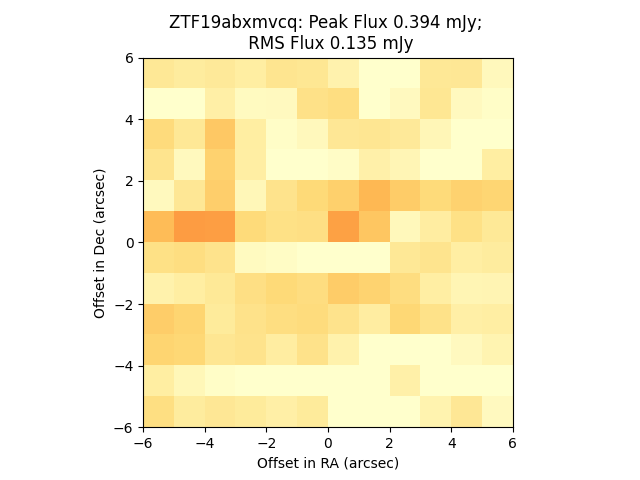 ZTF19abxmvcq: Peak Flux 0.394 mJy;
RMS Flux 0.135 mJy
6
4
2
0
−2
−4
−6
Offset in Dec (arcsec)
−6 −4 −2 0 2 4 6
Offset in RA (arcsec)